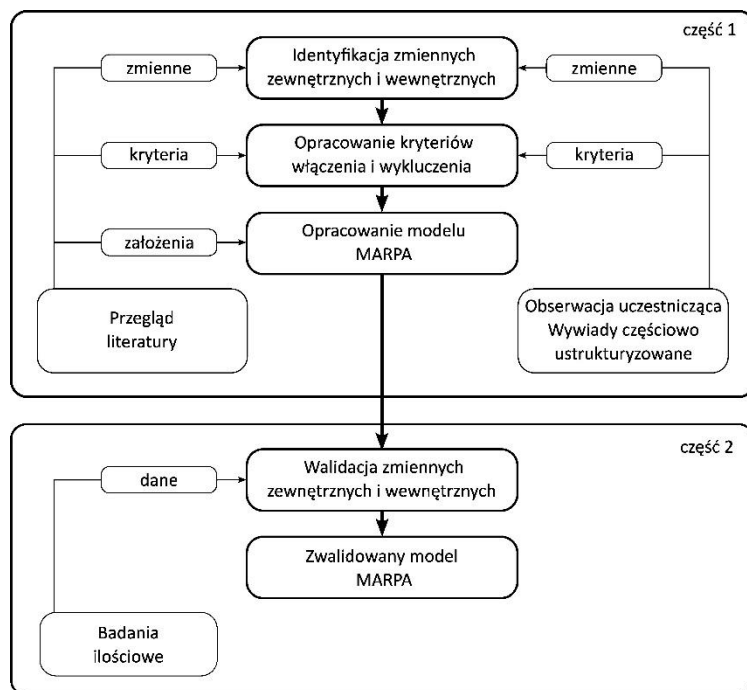 część 1
Identyfikacja zmiennych
zewnętrznych i wewnętrznych
zmienne
zmienne
Opracowanie kryteriów
włączenia i wykluczenia
kryteria
kryteria
Opracowanie modelu
MARPA
założenia
Przegląd
literatury
Obserwacja uczestnicząca
Wywiady częściowo
ustrukturyzowane
część 2
Walidacja zmiennych
zewnętrznych i wewnętrznych
dane
Zwalidowany model
MARPA
Badania
ilościowe